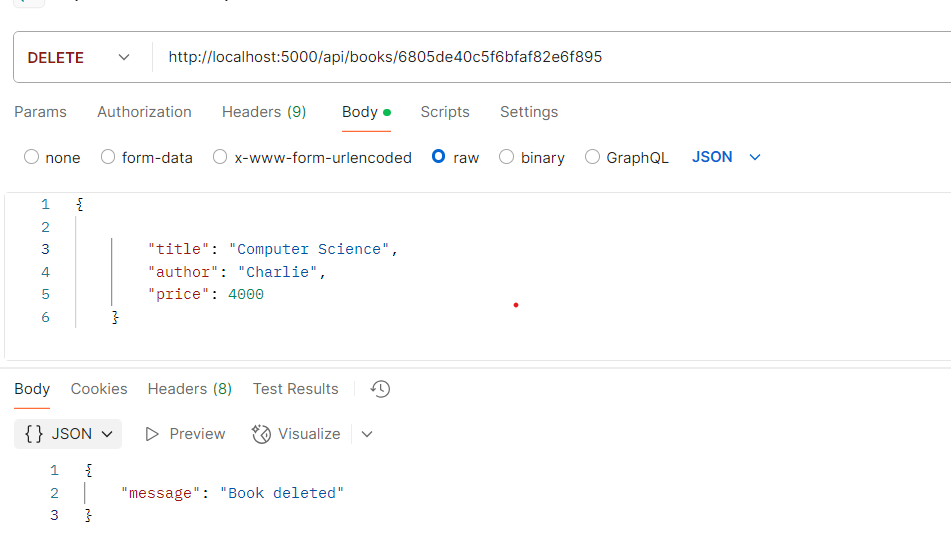 DELETE http://localhost:5000/api/books/6805de40c5f6bfaf82e6f895
Params Authorization Headers (9) Body Scripts Settings
none form-data x-www-form-urlencoded raw binary GraphQL JSON
1 {
2
3 "title": "Computer Science",
4 "author": "Charlie",
5 "price": 4000
6 }
Body Cookies Headers (8) Test Results
{} JSON Preview Visualize
1 {
2 "message": "Book deleted"
3 }